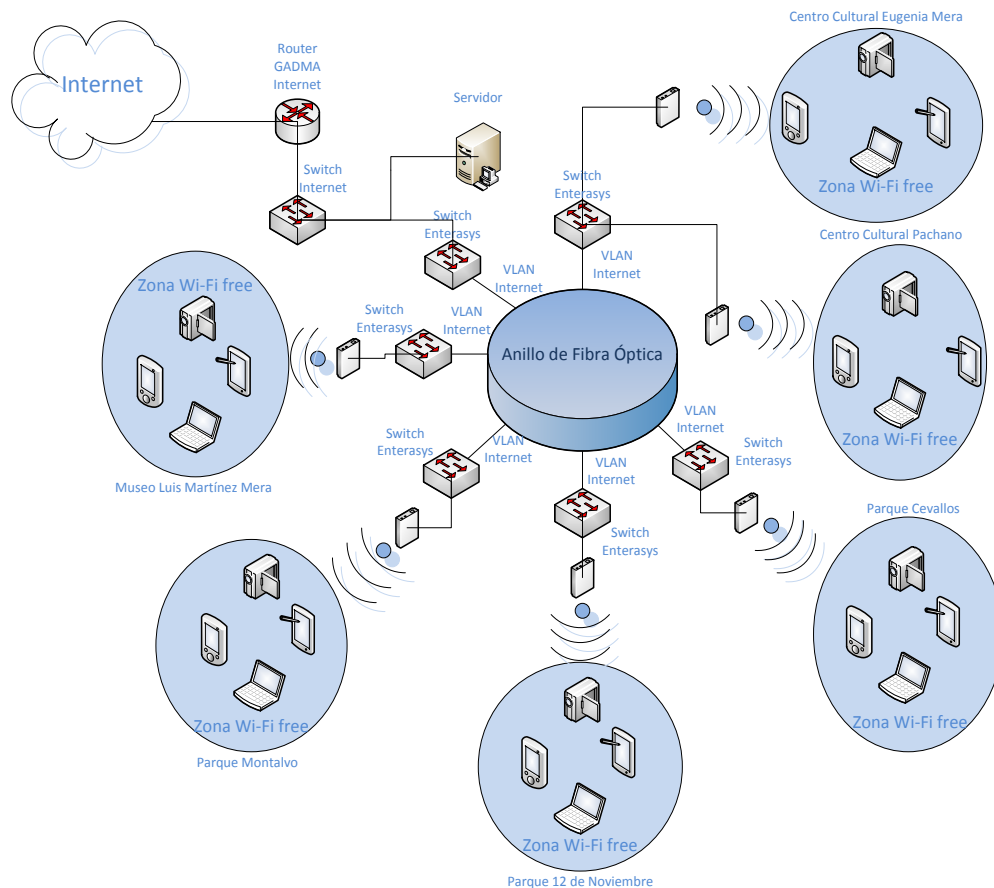 Centro Cultural Eugenia Mera
Internet
Router
GADMA
Internet
Servidor
Switch
Internet
Switch
Enterasys
Zona Wi-Fi free
Switch
Enterasys
Centro Cultural Pachano
VLAN
Internet
VLAN
Internet
Zona Wi-Fi free
Switch
Enterasys
VLAN
Internet
Anillo de Fibra Óptica
VLAN
Internet
Switch
Enterasys
Zona Wi-Fi free
Switch
Enterasys
VLAN
Internet
VLAN
Internet
Museo Luis Martínez Mera
Parque Cevallos
Switch
Enterasys
Zona Wi-Fi free
Zona Wi-Fi free
Parque Montalvo
Zona Wi-Fi free
Parque 12 de Noviembre